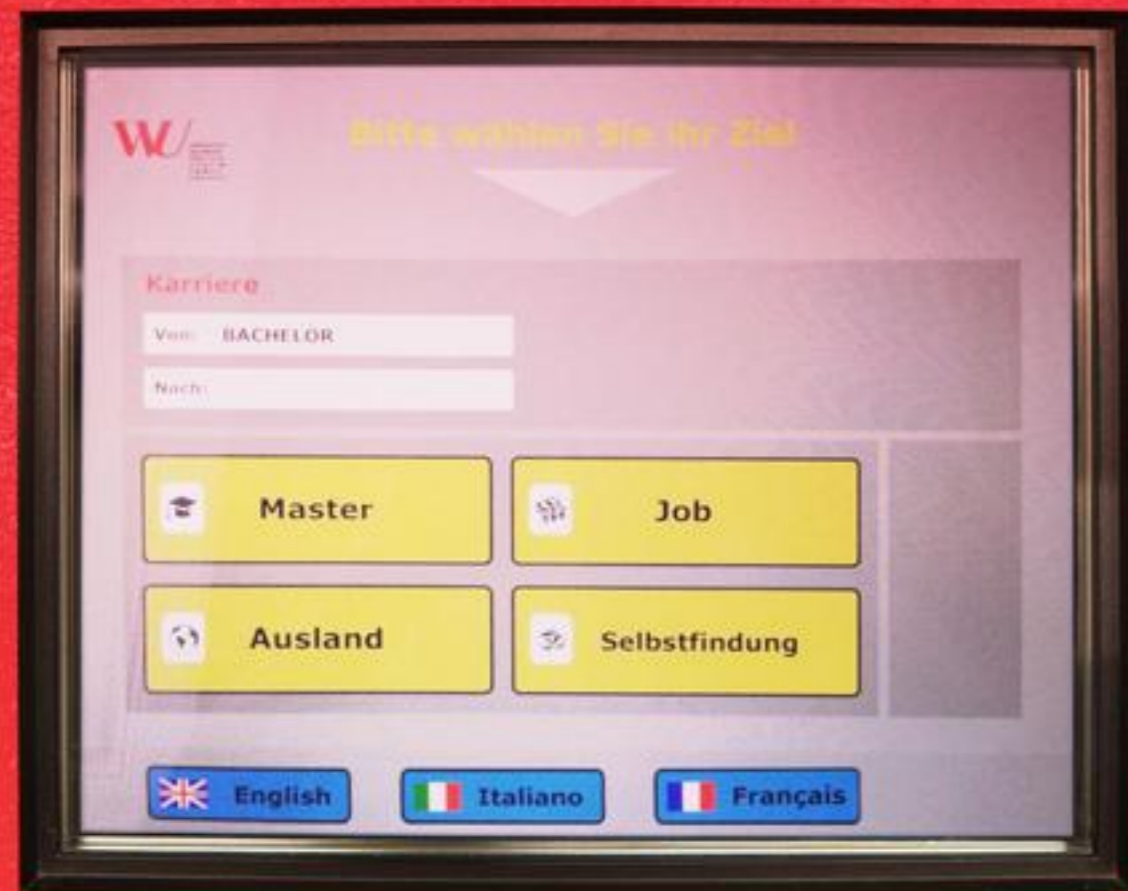 WU
Bitte wählen Sie Ihr Ziel
Karriere
Von: BACHELOR
Nach:
Master
Job
Ausland
Selbstfindung
English
Italiano
Français